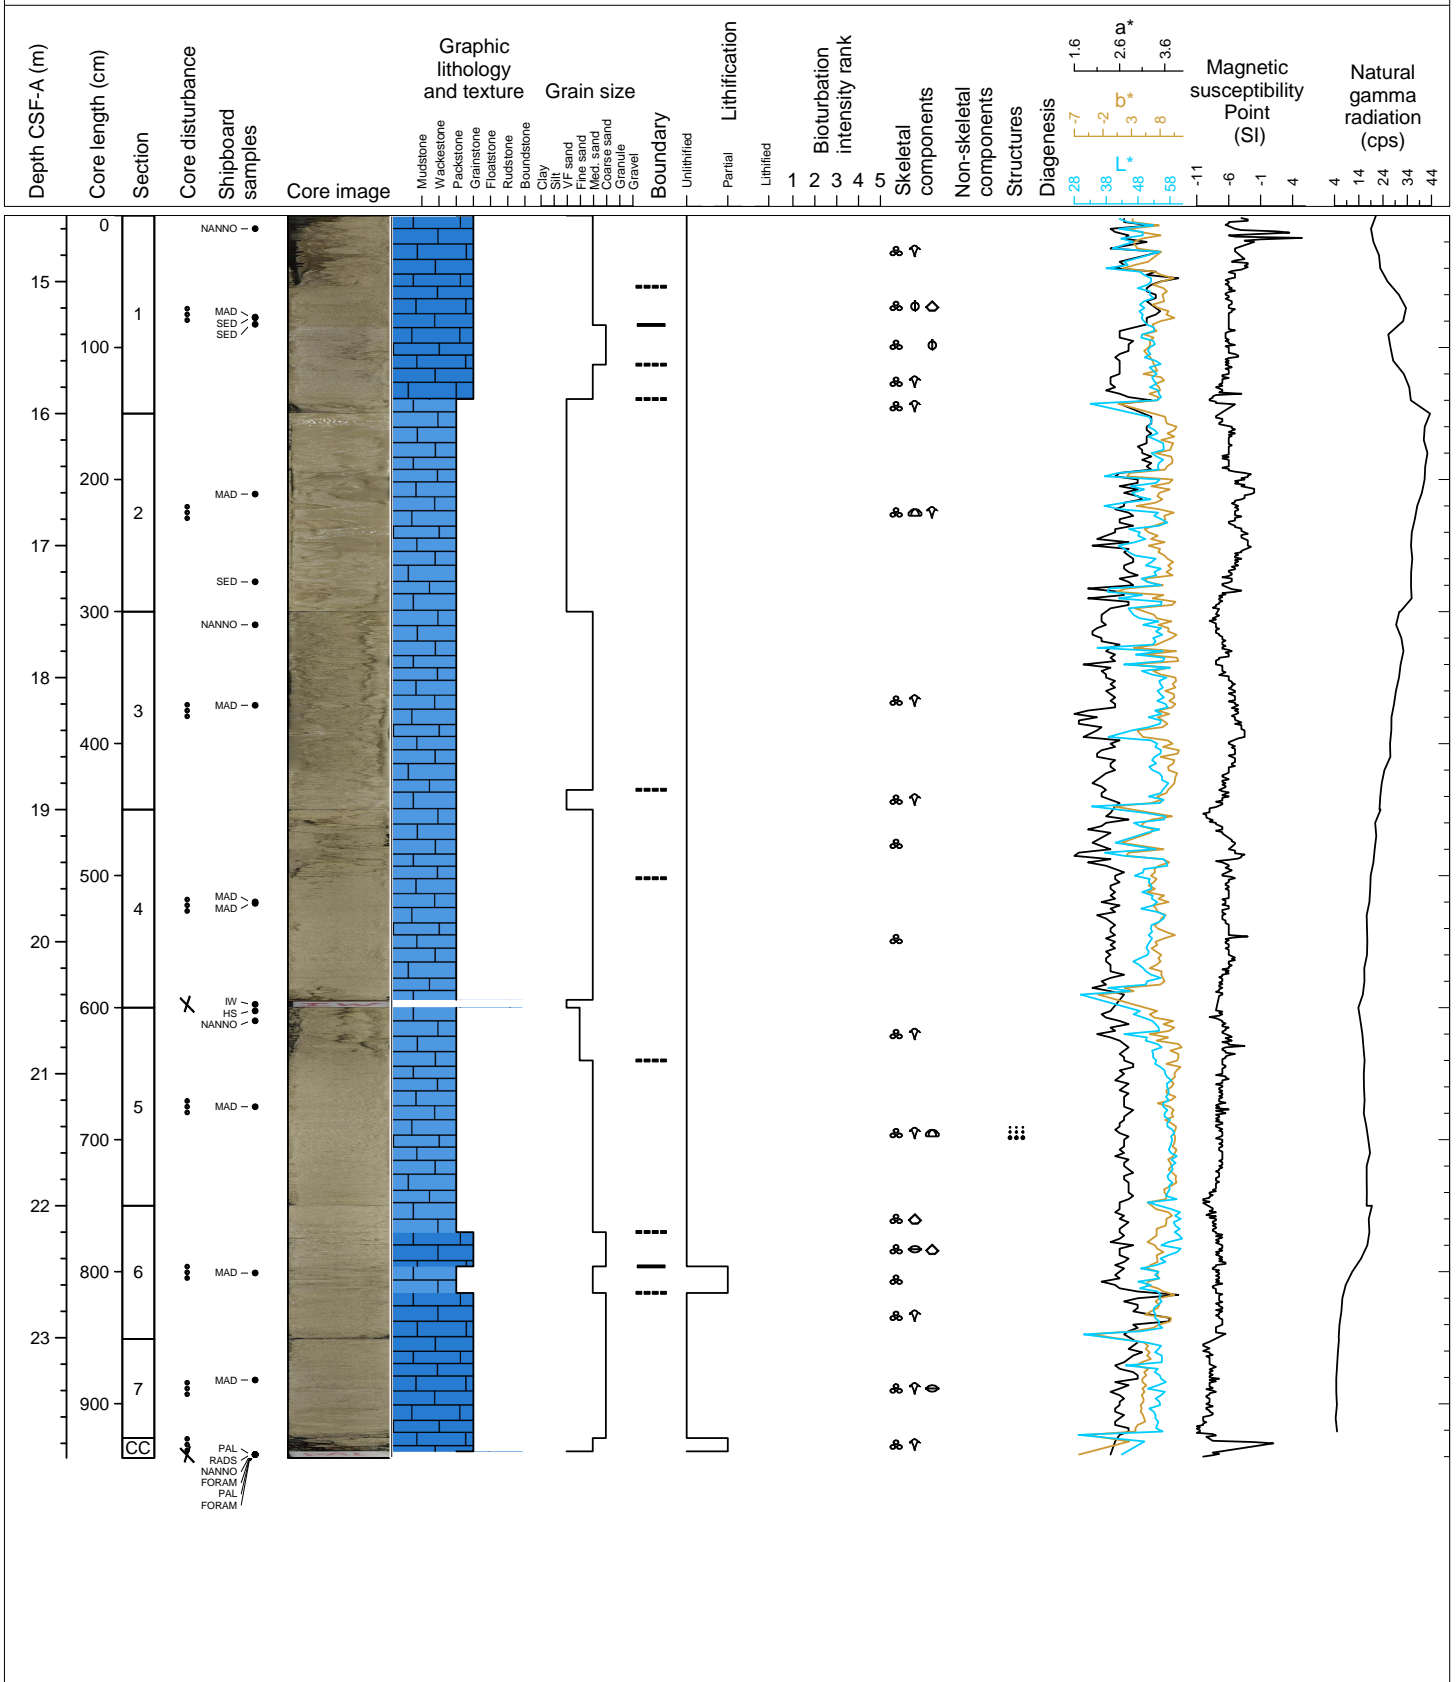 Depth CSF-A (m)
Core length (cm)
Section
Core disturbance
Shipboard
samples
Core image
Graphic
lithology
and texture
Mudstone
Wackestone
Packstone
Grainstone
Floatstone
Rudstone
Boundstone
Grain size
Clay
Silt
VF sand
Fine sand
Med. sand
Coarse sand
Granule
Gravel
Boundary
Lithification
Unlithified
Partial
Lithified
Bioturbation
intensity rank
1 2 3 4 5
Skeletal
components
Non-skeletal
components
Structures
Diagenesis
a*
1.6 2.6 3.6
b*
-7 -2 3 8
L*
28 38 48 58
Magnetic
susceptibility
Point
(SI)
-11 -6 -1 4
Natural
gamma
radiation
(cps)
4 14 24 34 44
0
NANNO
15
1
MAD
SED
SED
100
16
200
MAD
2
17
SED
300
NANNO
18
3
MAD
400
19
500
MAD
4
MAD
20
IW
600
HS
NANNO
21
5
MAD
700
22
800
6
MAD
23
7
MAD
900
CC
PAL
RADS
NANNO
FORAM
PAL
FORAM